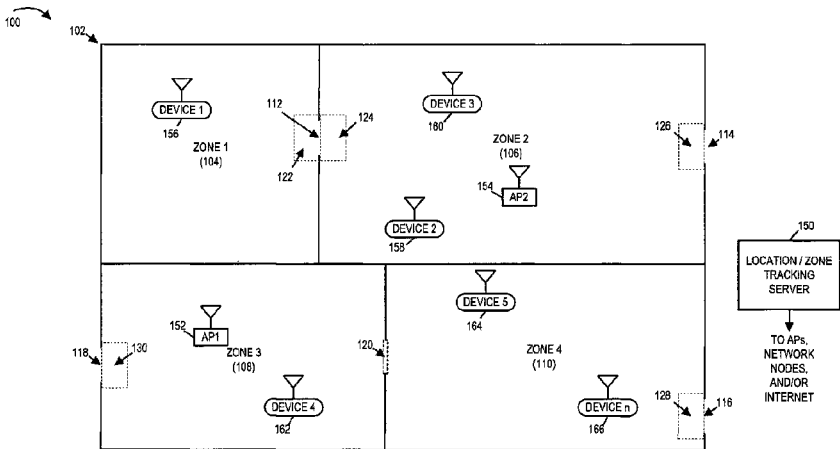 100
102
DEVICE 1
156
ZONE 1
(104)
112
124
122
DEVICE 3
160
ZONE 2
(106)
154
AP2
DEVICE 2
158
126
114
150
LOCATION / ZONE
TRACKING
SERVER
TO APs,
NETWORK
NODES,
AND/OR
INTERNET
152
AP1
ZONE 3
(108)
118
130
DEVICE 4
162
120
DEVICE 5
164
ZONE 4
(110)
DEVICE n
166
128
116